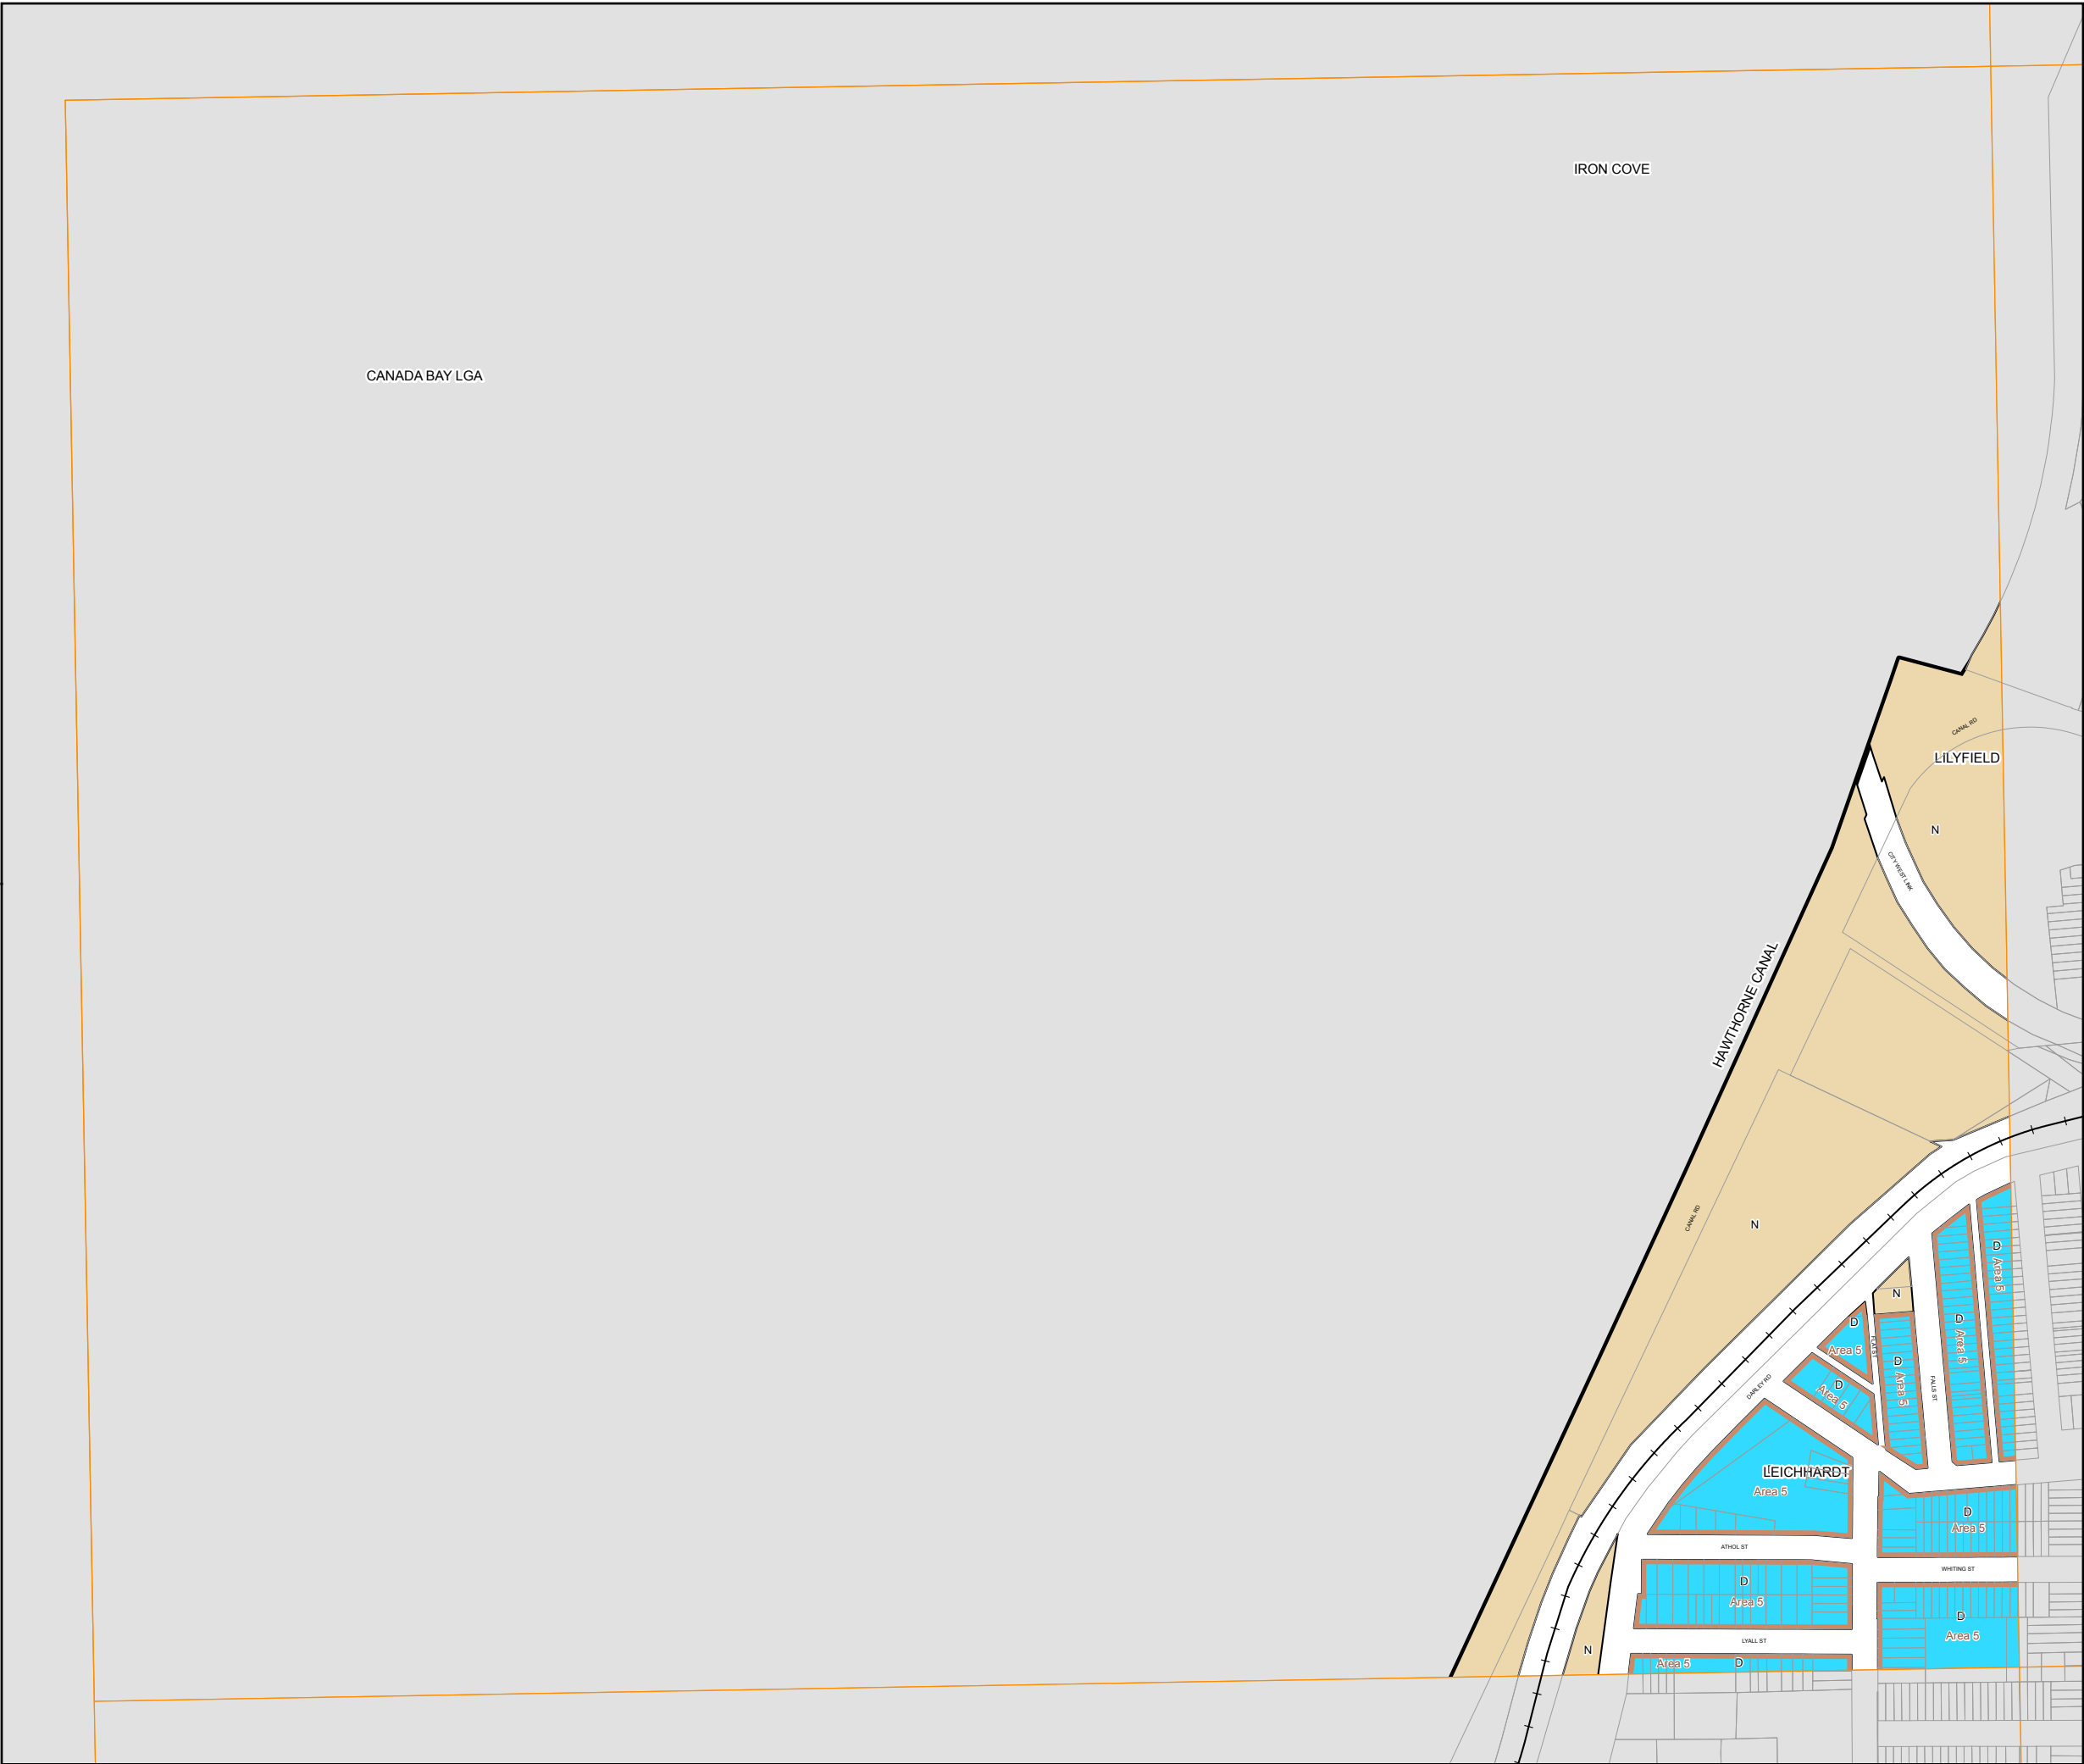 IRON COVE
CANADA BAY LGA
CANAL RD
LILYFIELD
N
CITY WEST LINK
HAWTHORNE CANAL
CANAL RD
N
D
Area 5
N
D
Area 5
D
Area 5
FLAT ST
D
Area 5
D
Area 5
DARLEY RD
FALLS ST
LEICHHARDT
Area 5
D
Area 5
ATHOL ST
WHITING ST
D
Area 5
D
Area 5
LYALL ST
N
Area 5
D